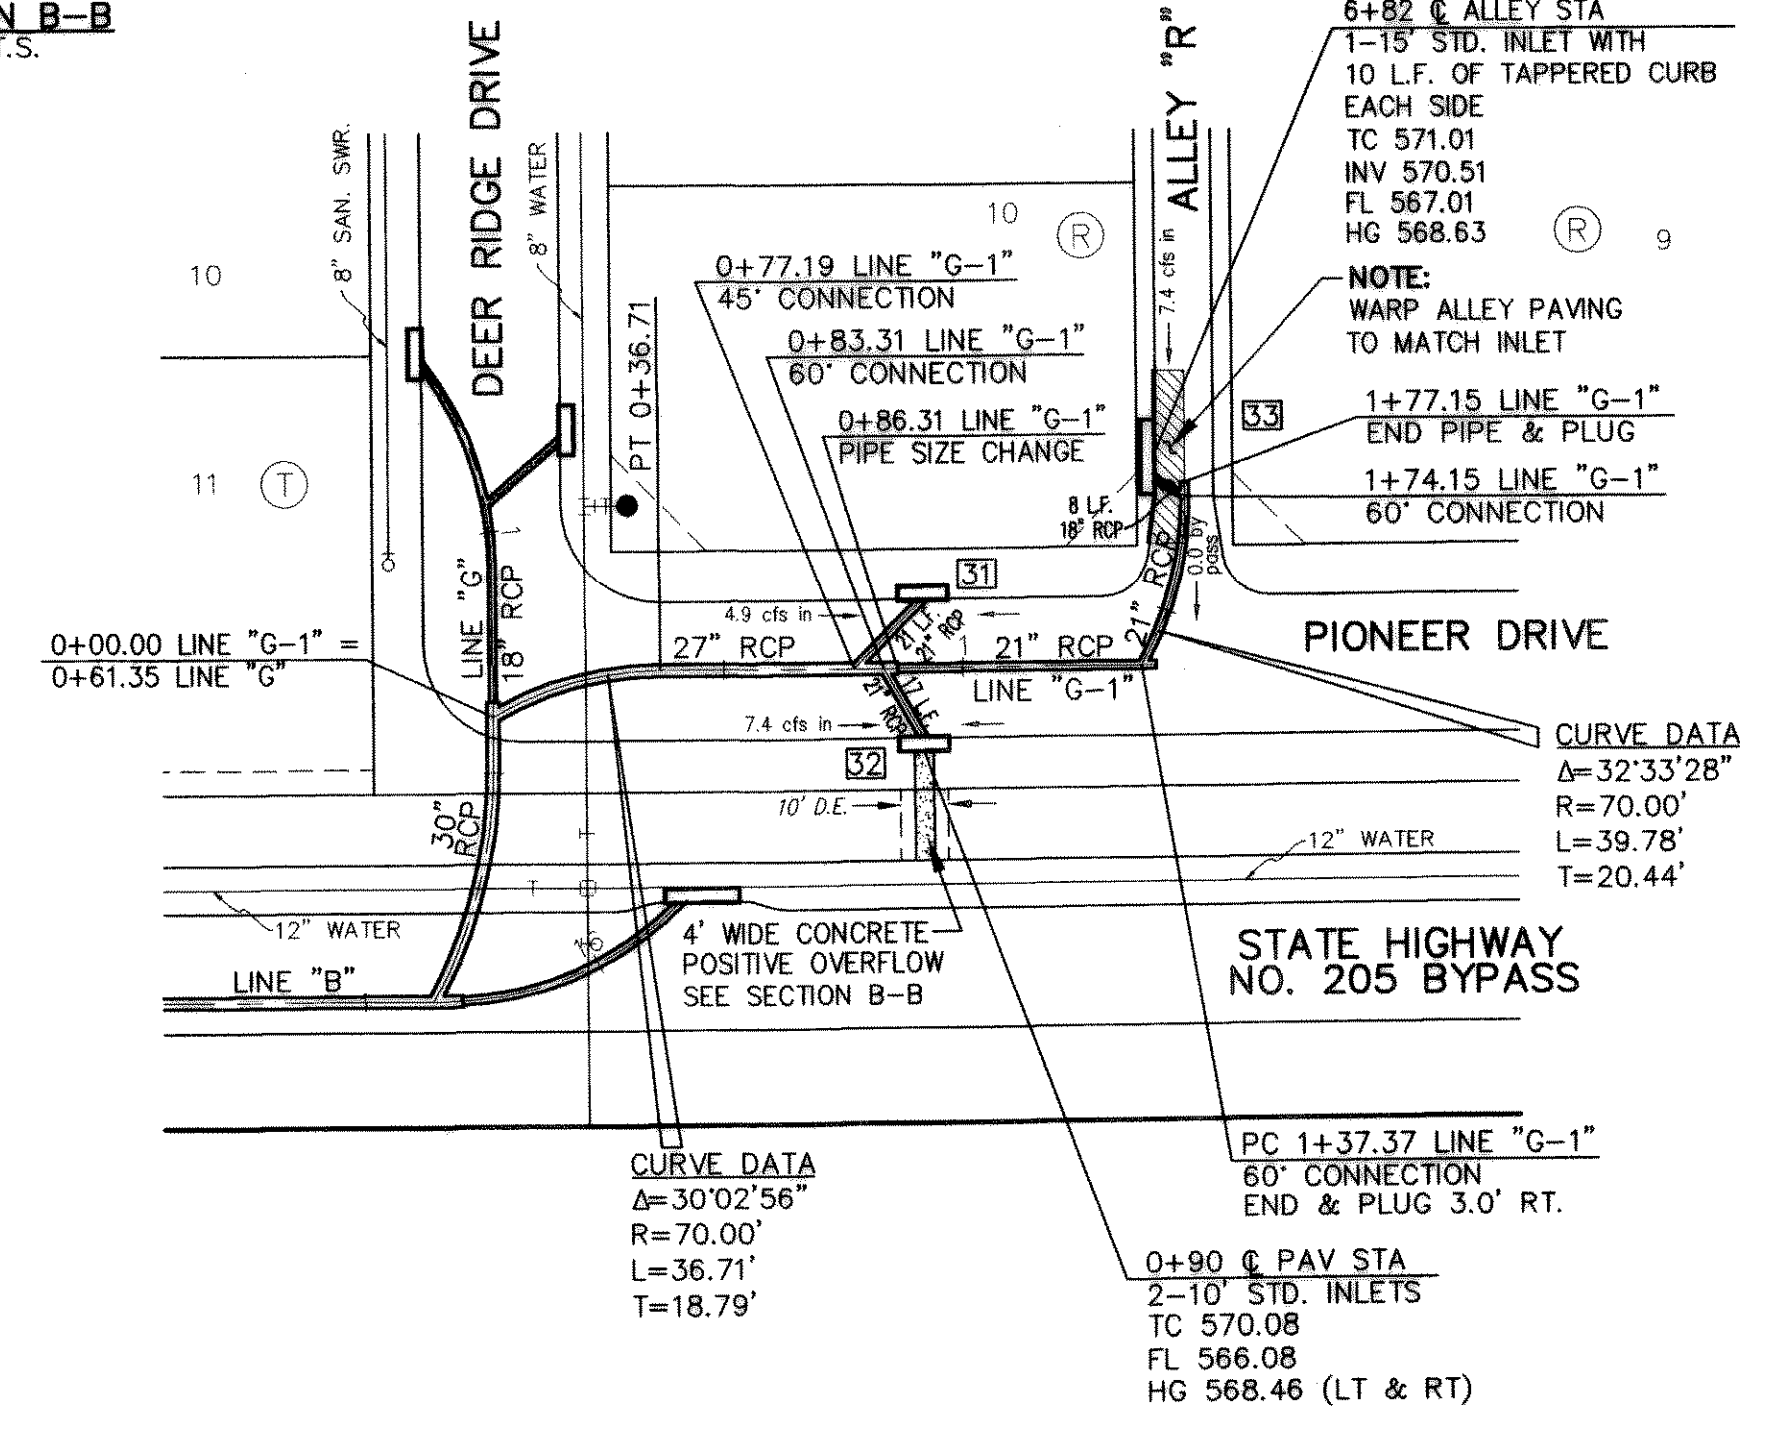 N B-B
T.S.
DEER RIDGE DRIVE
ALLEY "R"
6+82 ℄ ALLEY STA
1-15' STD. INLET WITH
10 L.F. OF TAPPERED CURB
EACH SIDE
TC 571.01
INV 570.51
FL 567.01
HG 568.63
8" SAN. SWR.
8" WATER
10
10
R
R
9
7.4 cfs in
NOTE:
WARP ALLEY PAVING
TO MATCH INLET
0+77.19 LINE "G-1"
45° CONNECTION
PT 0+36.71
0+83.31 LINE "G-1"
60° CONNECTION
0+86.31 LINE "G-1"
PIPE SIZE CHANGE
33
1+77.15 LINE "G-1"
END PIPE & PLUG
1+74.15 LINE "G-1"
60° CONNECTION
11
T
8 L.F.
18" RCP
0.0 by
pass
21" RCP
31
LINE "G"
18" RCP
4.9 cfs in
21 L.F.
21" RCP
27" RCP
1
21" RCP
1
LINE "G-1"
PIONEER DRIVE
0+00.00 LINE "G-1" =
0+61.35 LINE "G"
17 L.F.
21" RCP
7.4 cfs in
32
10' D.E.
30"
RCP
12" WATER
12" WATER
CURVE DATA
Δ=32°33'28"
R=70.00'
L=39.78'
T=20.44'
LINE "B"
4' WIDE CONCRETE
POSITIVE OVERFLOW
SEE SECTION B-B
STATE HIGHWAY
NO. 205 BYPASS
CURVE DATA
Δ=30°02'56"
R=70.00'
L=36.71'
T=18.79'
PC 1+37.37 LINE "G-1"
60° CONNECTION
END & PLUG 3.0' RT.
0+90 ℄ PAV STA
2-10' STD. INLETS
TC 570.08
FL 566.08
HG 568.46 (LT & RT)